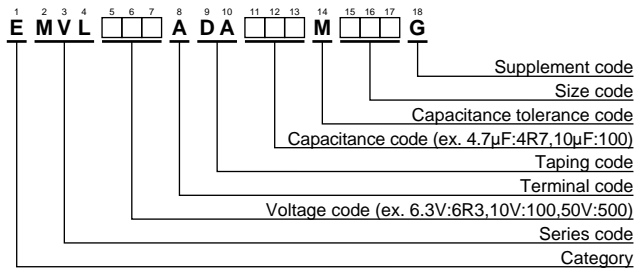 1 2 3 4 5 6 7 8 9 10 11 12 13 14 15 16 17 18
E MVL A DA M G
Supplement code
Size code
Capacitance tolerance code
Capacitance code (ex. 4.7µF:4R7,10µF:100)
Taping code
Terminal code
Voltage code (ex. 6.3V:6R3,10V:100,50V:500)
Series code
Category